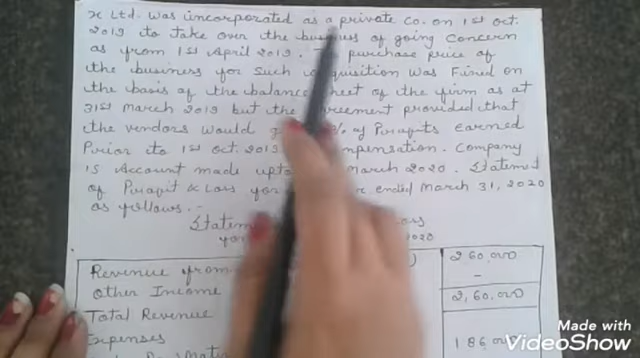 X Ltd. was incorporated as a private co. on 1st oct.
2019 to take over the business of going concern
as from 1st April 2019. purchase price of
the business for such acquisition was fixed on
the basis of the balance sheet of the firm as at
31st March 2019 but the agreement provided that
the vendors would % of Profits earned
Prior to 1st oct. 2019 Company
is Account made upto March 2020. Statement
of Profit & Loss for ended March 31, 2020
as follows.-
Statement
2020
Revenue from 2,60,000
Other Income -
Total Revenue 2,60,000
Expenses
Made with
VideoShow